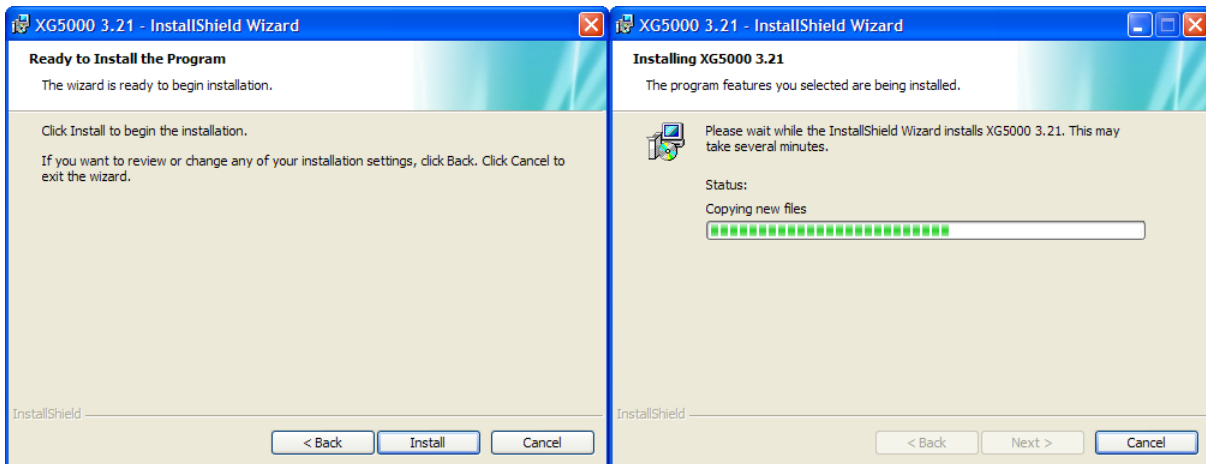 XG5000 3.21 - InstallShield Wizard
Ready to Install the Program
The wizard is ready to begin installation.
Click Install to begin the installation.
If you want to review or change any of your installation settings, click Back. Click Cancel to
exit the wizard.
InstallShield
< Back
Install
Cancel
XG5000 3.21 - InstallShield Wizard
Installing XG5000 3.21
The program features you selected are being installed.
Please wait while the InstallShield Wizard installs XG5000 3.21. This may
take several minutes.
Status:
Copying new files
InstallShield
< Back
Next >
Cancel